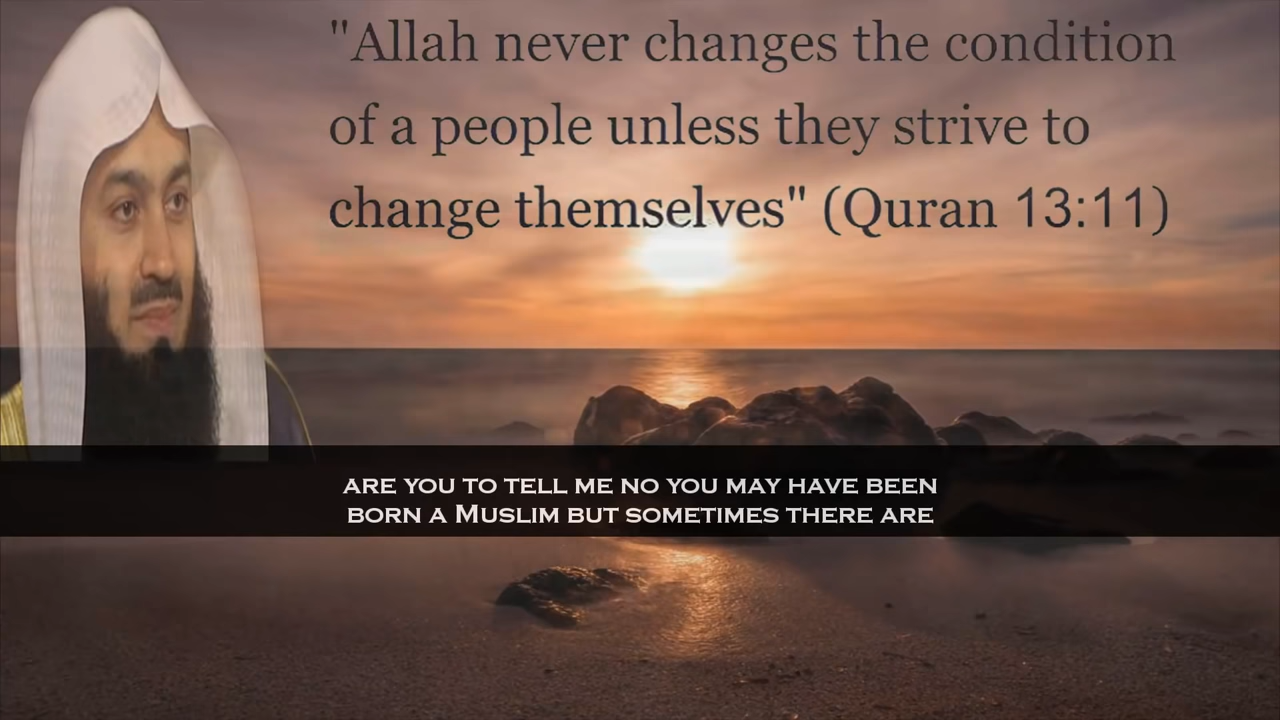 "Allah never changes the condition
of a people unless they strive to
change themselves" (Quran 13:11)
ARE YOU TO TELL ME NO YOU MAY HAVE BEEN
BORN A MUSLIM BUT SOMETIMES THERE ARE